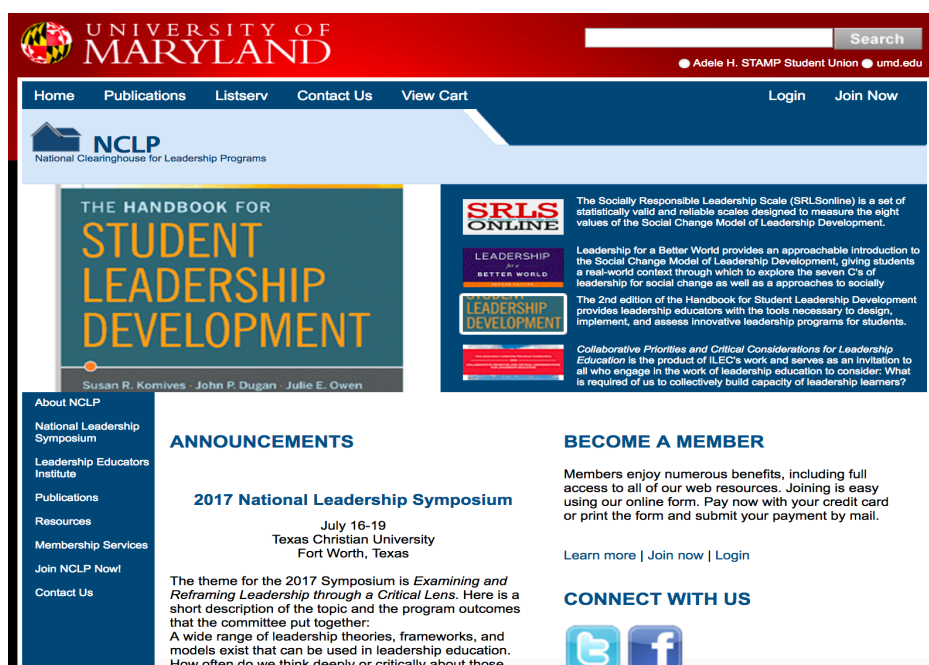 UNIVERSITY OF
MARYLAND
Search
Adele H. STAMP Student Union umd.edu
Home Publications Listserv Contact Us View Cart Login Join Now
NCLP
National Clearinghouse for Leadership Programs
THE HANDBOOK FOR
STUDENT
LEADERSHIP
DEVELOPMENT
Susan R. Komives · John P. Dugan · Julie E. Owen
SRLS
ONLINE
The Socially Responsible Leadership Scale (SRLSonline) is a set of
statistically valid and reliable scales designed to measure the eight
values of the Social Change Model of Leadership Development.
LEADERSHIP
for a
BETTER WORLD
SECOND EDITION
Leadership for a Better World provides an approachable introduction to
the Social Change Model of Leadership Development, giving students
a real-world context through which to explore the seven C's of
leadership for social change as well as a approaches to socially
STUDENT
LEADERSHIP
DEVELOPMENT
The 2nd edition of the Handbook for Student Leadership Development
provides leadership educators with the tools necessary to design,
implement, and assess innovative leadership programs for students.
Collaborative Priorities and Critical Considerations for Leadership
Education is the product of ILEC's work and serves as an invitation to
all who engage in the work of leadership education to consider: What
is required of us to collectively build capacity of leadership learners?
About NCLP
National Leadership
Symposium
Leadership Educators
Institute
Publications
Resources
Membership Services
Join NCLP Now!
Contact Us
ANNOUNCEMENTS
2017 National Leadership Symposium
July 16-19
Texas Christian University
Fort Worth, Texas
The theme for the 2017 Symposium is Examining and
Reframing Leadership through a Critical Lens. Here is a
short description of the topic and the program outcomes
that the committee put together:
A wide range of leadership theories, frameworks, and
models exist that can be used in leadership education.
How often do we think deeply or critically about those
BECOME A MEMBER
Members enjoy numerous benefits, including full
access to all of our web resources. Joining is easy
using our online form. Pay now with your credit card
or print the form and submit your payment by mail.
Learn more | Join now | Login
CONNECT WITH US